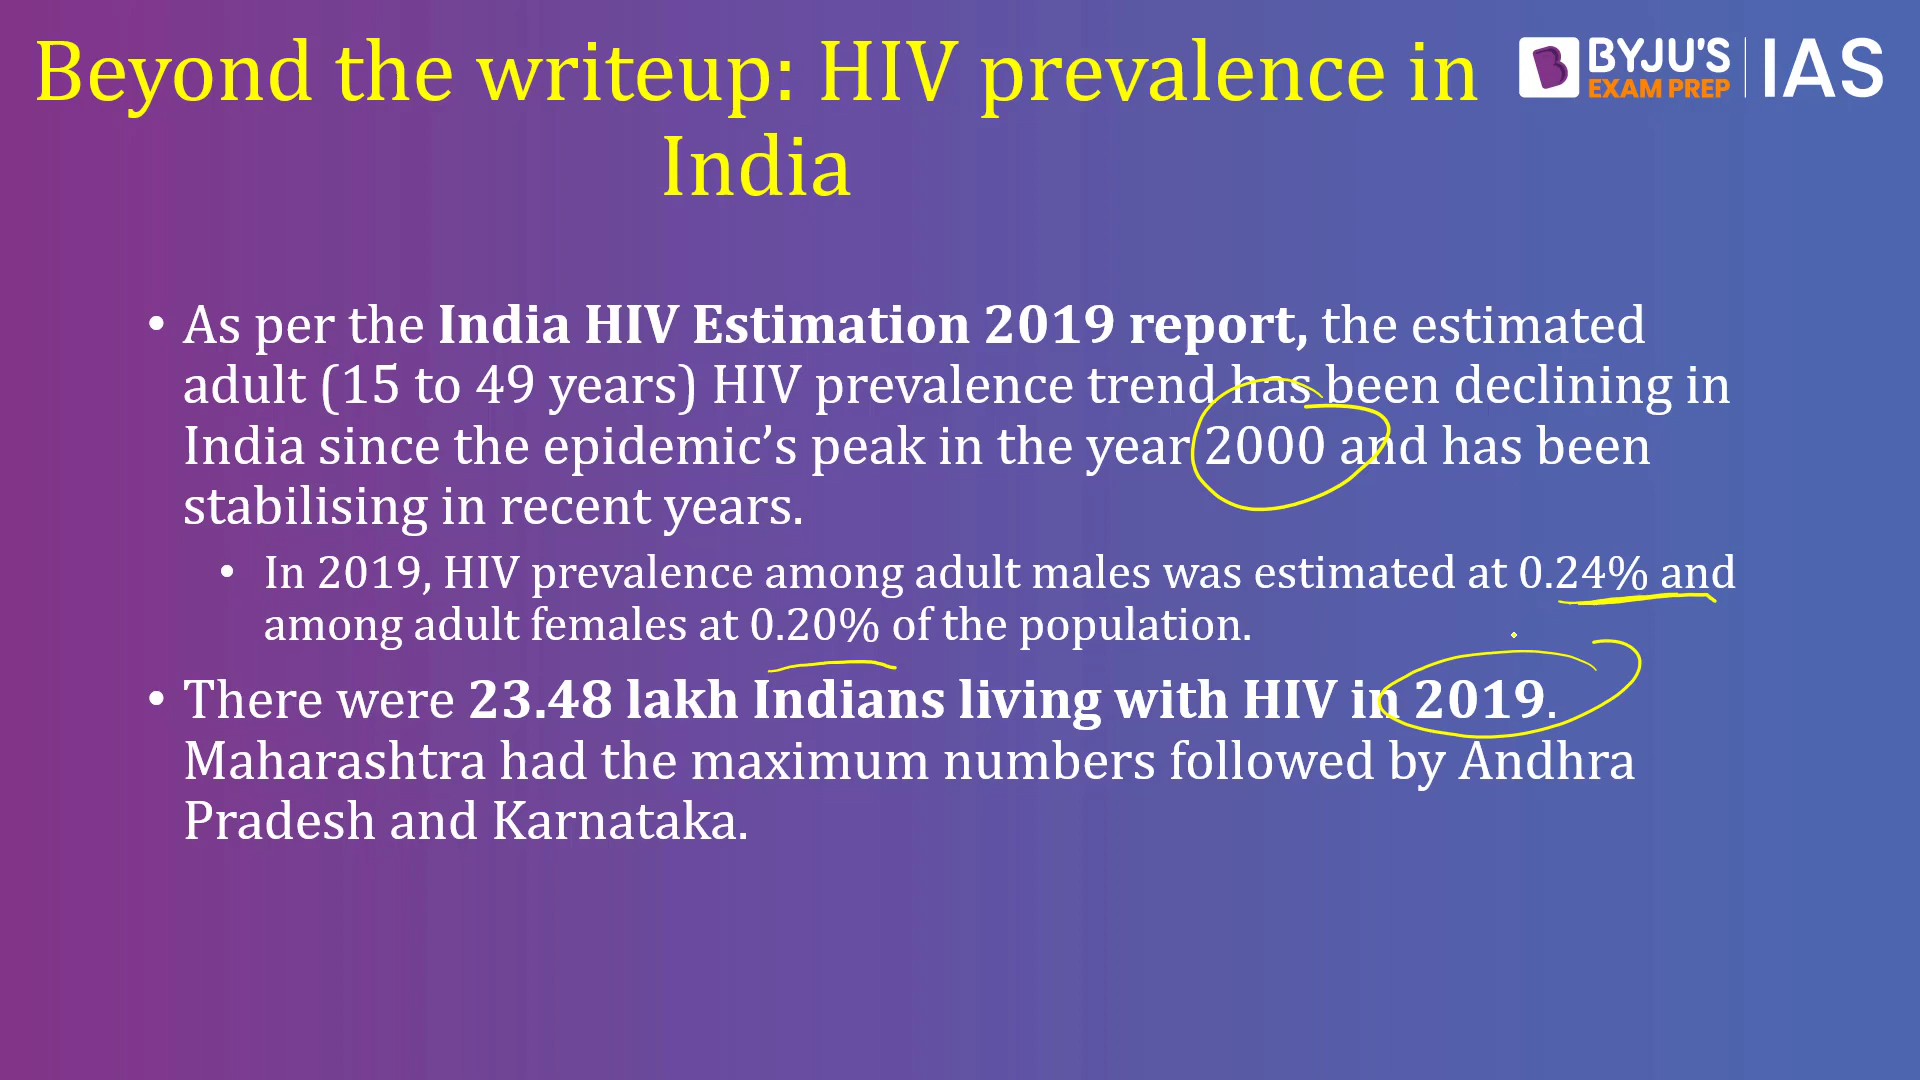 Beyond the writeup: HIV prevalence in
India
BYJU'S
EXAM PREP
IAS
• As per the India HIV Estimation 2019 report, the estimated
adult (15 to 49 years) HIV prevalence trend has been declining in
India since the epidemic’s peak in the year 2000 and has been
stabilising in recent years.
• In 2019, HIV prevalence among adult males was estimated at 0.24% and
among adult females at 0.20% of the population.
• There were 23.48 lakh Indians living with HIV in 2019.
Maharashtra had the maximum numbers followed by Andhra
Pradesh and Karnataka.